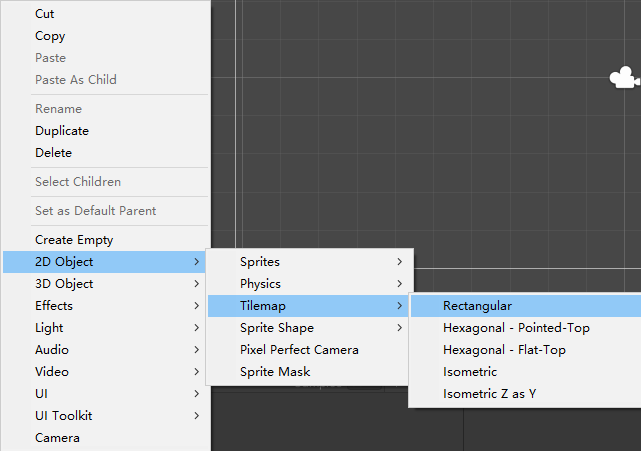 Cut
Copy
Paste
Paste As Child
Rename
Duplicate
Delete
Select Children
Set as Default Parent
Create Empty
2D Object
3D Object
Effects
Light
Audio
Video
UI
UI Toolkit
Camera
Sprites
Physics
Tilemap
Sprite Shape
Pixel Perfect Camera
Sprite Mask
Rectangular
Hexagonal - Pointed-Top
Hexagonal - Flat-Top
Isometric
Isometric Z as Y